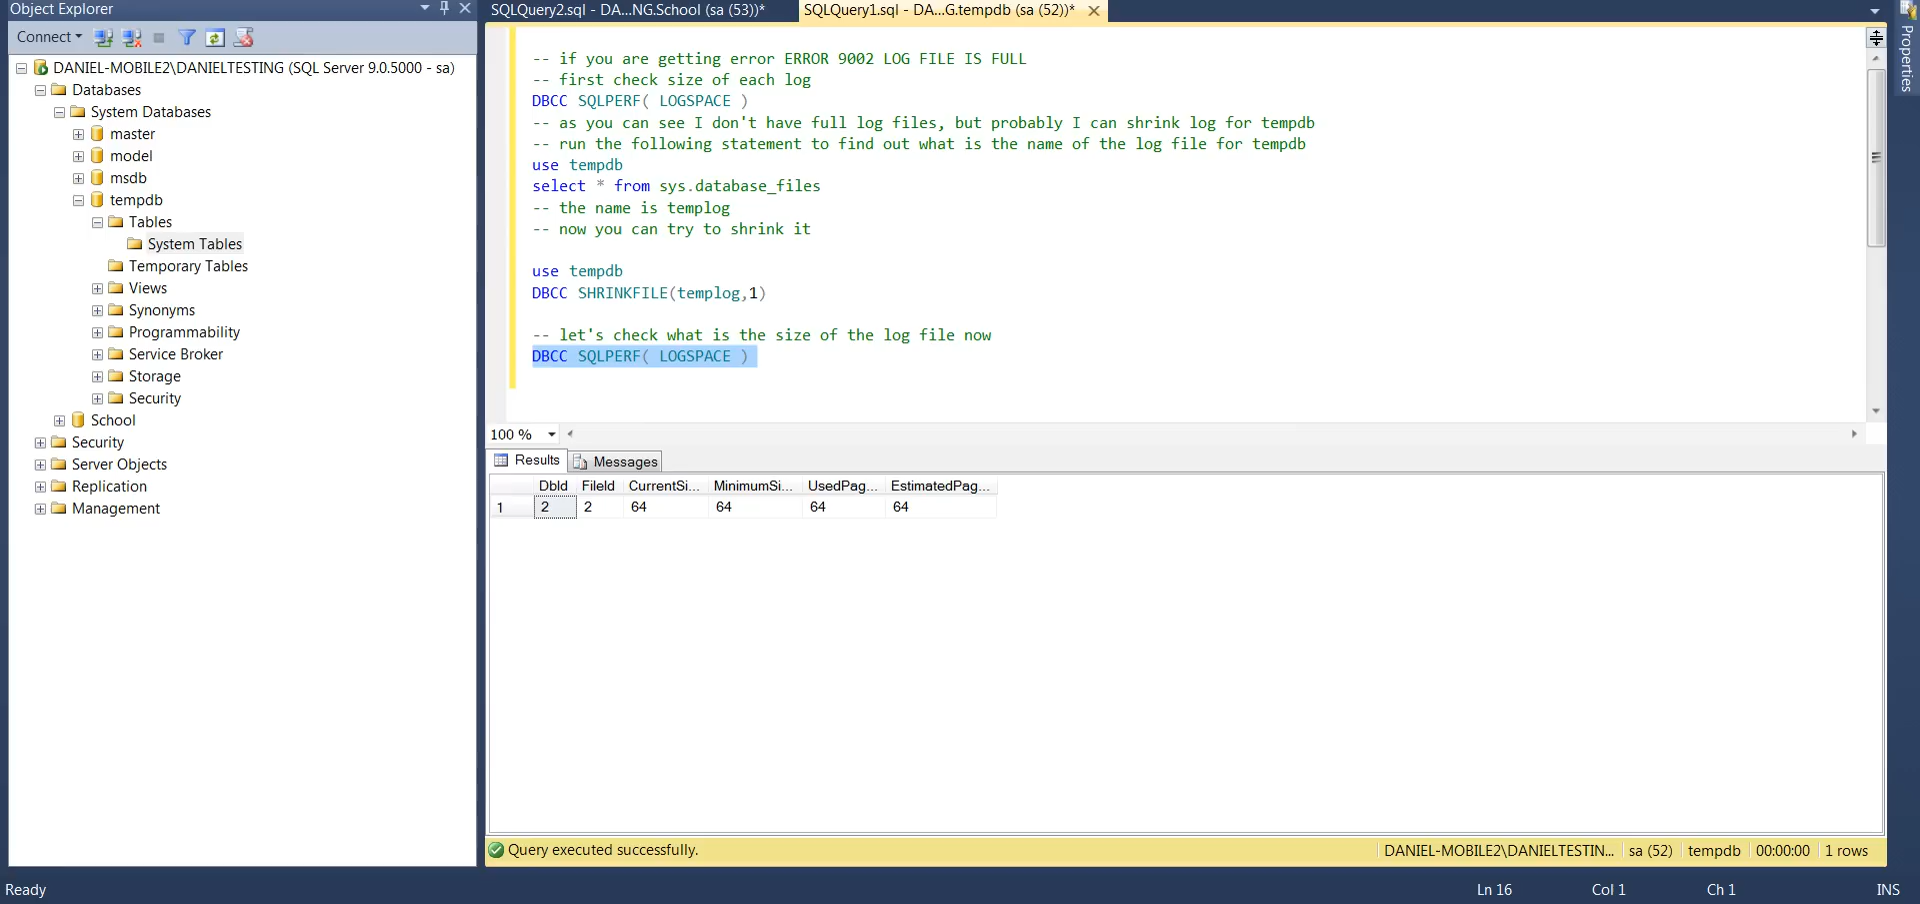 Object Explorer
Connect
DANIEL-MOBILE2\DANIELTESTING (SQL Server 9.0.5000 - sa)
Databases
System Databases
master
model
msdb
tempdb
Tables
System Tables
Temporary Tables
Views
Synonyms
Programmability
Service Broker
Storage
Security
School
Security
Server Objects
Replication
Management
SQLQuery2.sql - DA...NG.School (sa (53))*
SQLQuery1.sql - DA...G.tempdb (sa (52))*
-- if you are getting error ERROR 9002 LOG FILE IS FULL
-- first check size of each log
DBCC SQLPERF( LOGSPACE )
-- as you can see I don't have full log files, but probably I can shrink log for tempdb
-- run the following statement to find out what is the name of the log file for tempdb
use tempdb
select * from sys.database_files
-- the name is templog
-- now you can try to shrink it
use tempdb
DBCC SHRINKFILE(templog,1)
-- let's check what is the size of the log file now
DBCC SQLPERF( LOGSPACE )
100 %
Results Messages
DbId FileId CurrentSi... MinimumSi... UsedPag... EstimatedPag...
1 2 2 64 64 64 64
Query executed successfully.
DANIEL-MOBILE2\DANIELTESTIN... sa (52) tempdb 00:00:00 1 rows
Properties
Ready
Ln 16 Col 1 Ch 1 INS